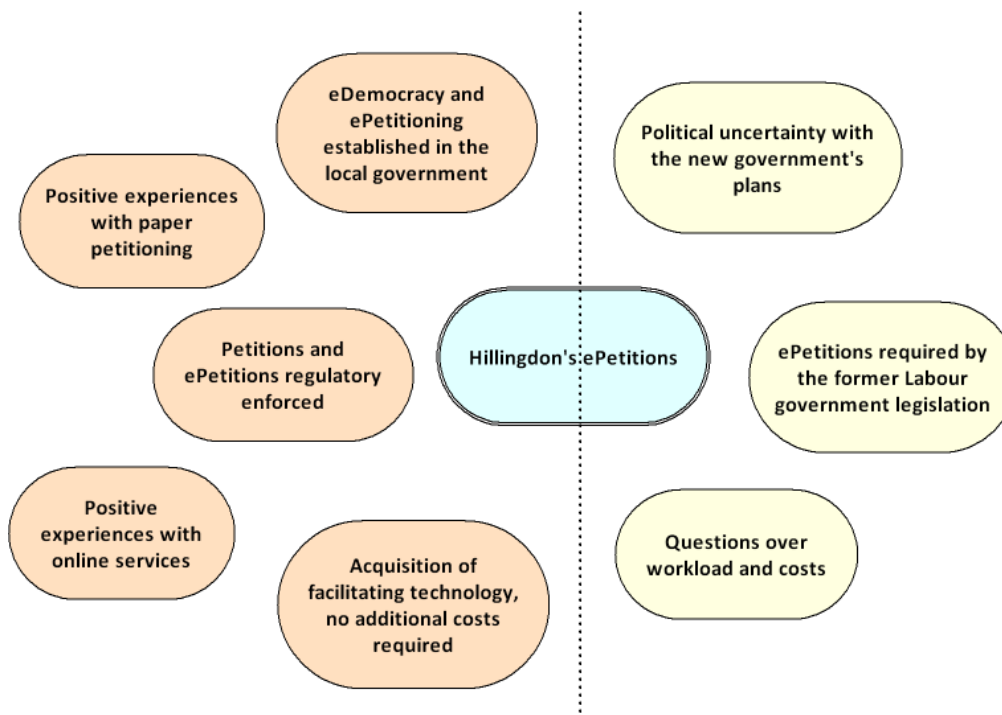 eDemocracy and
ePetitioning
established in the
local government
Political uncertainty with
the new government's
plans
Positive experiences
with paper
petitioning
Petitions and
ePetitions regulatory
enforced
Hillingdon's ePetitions
ePetitions required by
the former Labour
government legislation
Positive
experiences with
online services
Acquisition of
facilitating technology,
no additional costs
required
Questions over
workload and costs